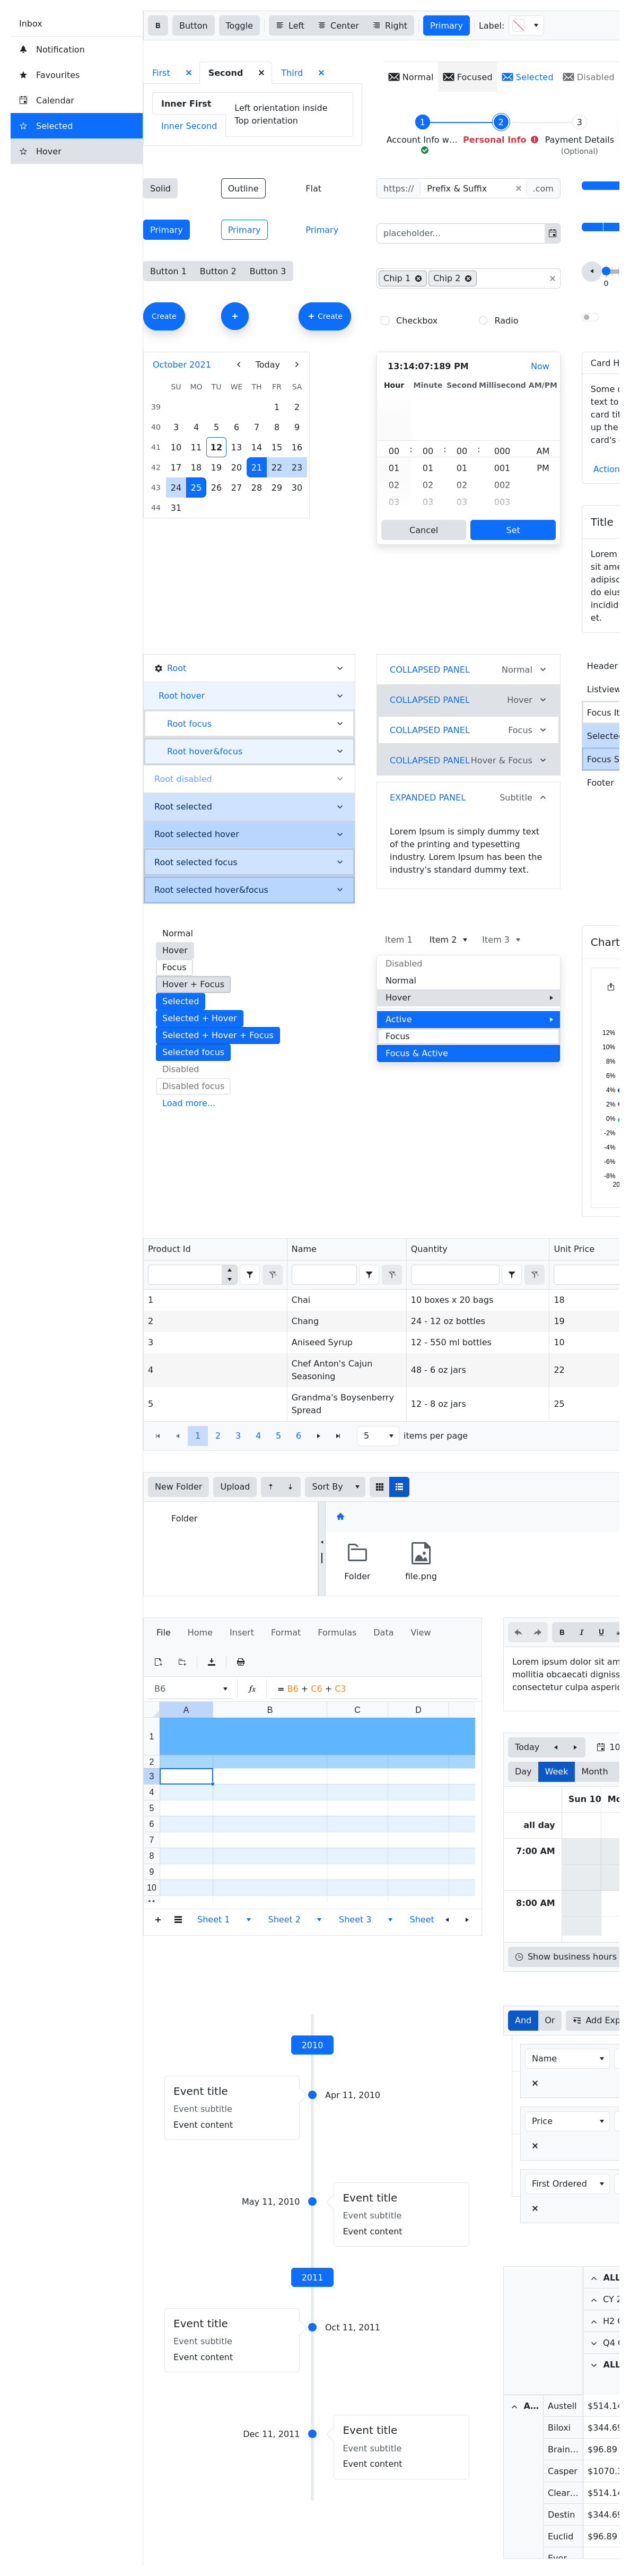 Inbox
Notification
Favourites
Calendar
Selected
Hover
B Button Toggle Left Center Right Primary Label:
First Second Third
Inner First
Inner Second
Left orientation inside
Top orientation
Normal Focused Selected Disabled
1 2 3
Account Info w... Personal Info Payment Details
(Optional)
Solid Outline Flat
Primary Primary Primary
Button 1 Button 2 Button 3
Create + + Create
https:// Prefix & Suffix .com
placeholder...
Chip 1 Chip 2
Checkbox Radio
0
October 2021 Today
SU MO TU WE TH FR SA
39 1 2
40 3 4 5 6 7 8 9
41 10 11 12 13 14 15 16
42 17 18 19 20 21 22 23
43 24 25 26 27 28 29 30
44 31
13:14:07:189 PM Now
Hour Minute Second Millisecond AM/PM
00 : 00 : 00 : 000 AM
01 01 01 001 PM
02 02 02 002
03 03 03 003
Cancel Set
Card H
Some
text to
card tit
up the
card's
Action
Title
Lorem
sit ame
adipisc
do eius
incidid
et.
Root
Root hover
Root focus
Root hover&focus
Root disabled
Root selected
Root selected hover
Root selected focus
Root selected hover&focus
COLLAPSED PANEL Normal
COLLAPSED PANEL Hover
COLLAPSED PANEL Focus
COLLAPSED PANEL Hover & Focus
EXPANDED PANEL Subtitle
Lorem Ipsum is simply dummy text
of the printing and typesetting
industry. Lorem Ipsum has been the
industry's standard dummy text.
Header
Listview
Focus It
Selecte
Focus S
Footer
Normal
Hover
Focus
Hover + Focus
Selected
Selected + Hover
Selected + Hover + Focus
Selected focus
Disabled
Disabled focus
Load more...
Item 1 Item 2 Item 3
Disabled
Normal
Hover
Active
Focus
Focus & Active
Chart
12%
10%
8%
6%
4%
2%
0%
-2%
-4%
-6%
-8%
20
Product Id Name Quantity Unit Price
1 Chai 10 boxes x 20 bags 18
2 Chang 24 - 12 oz bottles 19
3 Aniseed Syrup 12 - 550 ml bottles 10
4 Chef Anton's Cajun Seasoning 48 - 6 oz jars 22
5 Grandma's Boysenberry Spread 12 - 8 oz jars 25
1 2 3 4 5 6 5 items per page
New Folder Upload Sort By
Folder
Folder file.png
File Home Insert Format Formulas Data View
B6 fx = B6 + C6 + C3
A B C D
1
2
3
4
5
6
7
8
9
10
11
Sheet 1 Sheet 2 Sheet 3 Sheet
B I U
Lorem ipsum dolor sit am
mollitia obcaecati digniss
consectetur culpa asperio
Today 10
Day Week Month
Sun 10 Mo
all day
7:00 AM
8:00 AM
Show business hours
2010
Event title
Event subtitle
Event content
Apr 11, 2010
May 11, 2010
Event title
Event subtitle
Event content
2011
Event title
Event subtitle
Event content
Oct 11, 2011
Dec 11, 2011
Event title
Event subtitle
Event content
And Or Add Exp
Name
Price
First Ordered
ALL
CY 2
H2 C
Q4 C
ALL
A... Austell $514.14
Biloxi $344.69
Brain... $96.89
Casper $1070.3
Clear... $514.14
Destin $344.69
Euclid $96.89
Ever